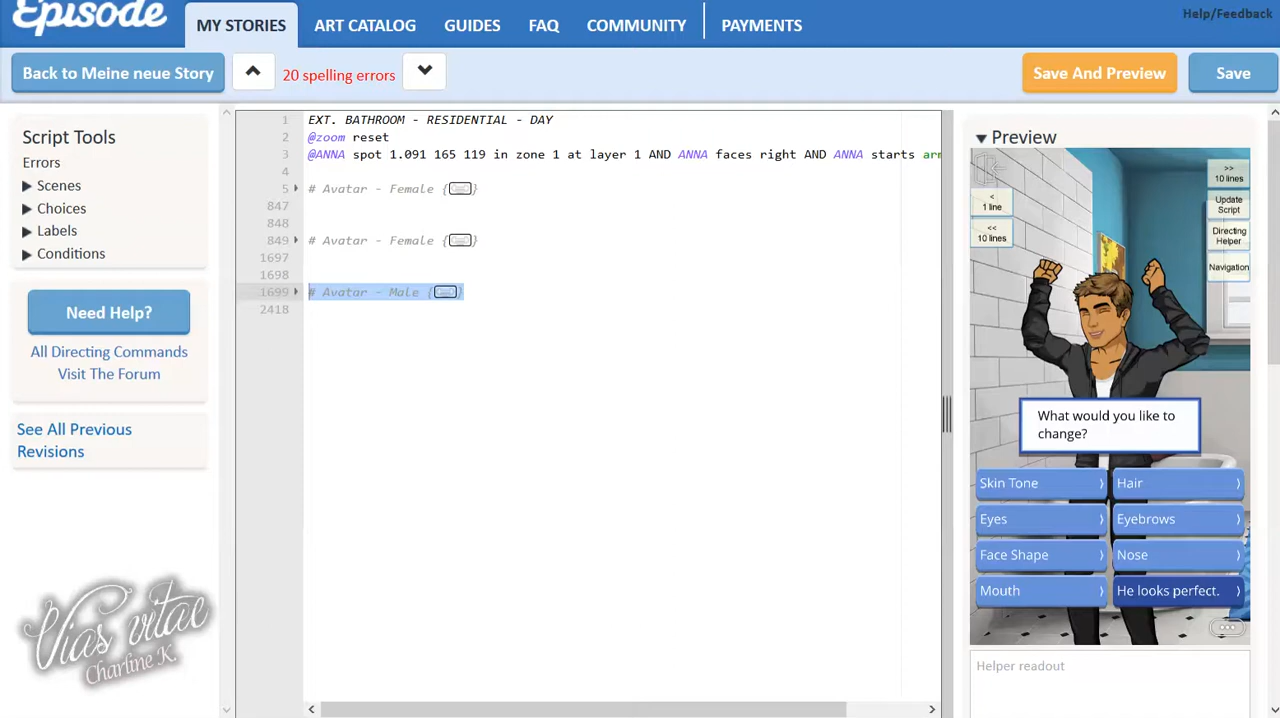 Episode
MY STORIES
ART CATALOG
GUIDES
FAQ
COMMUNITY
PAYMENTS
Help/Feedback
Back to Meine neue Story
20 spelling errors
Save And Preview
Save
Script Tools
Errors
Scenes
Choices
Labels
Conditions
Need Help?
All Directing Commands
Visit The Forum
See All Previous
Revisions
Vias vitae
Charline K.
1 EXT. BATHROOM - RESIDENTIAL - DAY
2 @zoom reset
3 @ANNA spot 1.091 165 119 in zone 1 at layer 1 AND ANNA faces right AND ANNA starts arm
4
5 # Avatar - Female {}
847
848
849 # Avatar - Female {}
1697
1698
1699 # Avatar - Male {}
2418
Preview
<
1 line
<<
10 lines
>>
10 lines
Update
Script
Directing
Helper
Navigation
What would you like to
change?
Skin Tone
Hair
Eyes
Eyebrows
Face Shape
Nose
Mouth
He looks perfect.
Helper readout